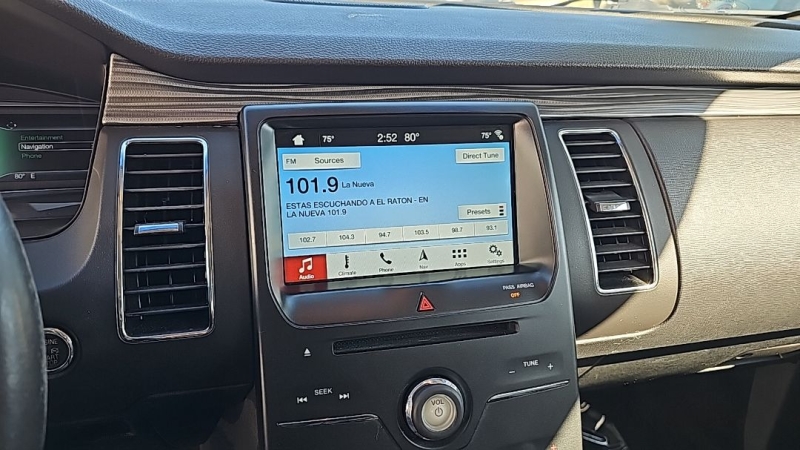 Entertainment
Navigation
Phone
80° E
75° 2:52 80° 75°
FM Sources Direct Tune
101.9 La Nueva
ESTAS ESCUCHANDO A EL RATON - EN
LA NUEVA 101.9
Presets
102.7 104.3 94.7 103.5 98.7 93.1
Audio Climate Phone Nav Apps Settings
PASS AIRBAG
OFF
SEEK
TUNE
- +
VOL